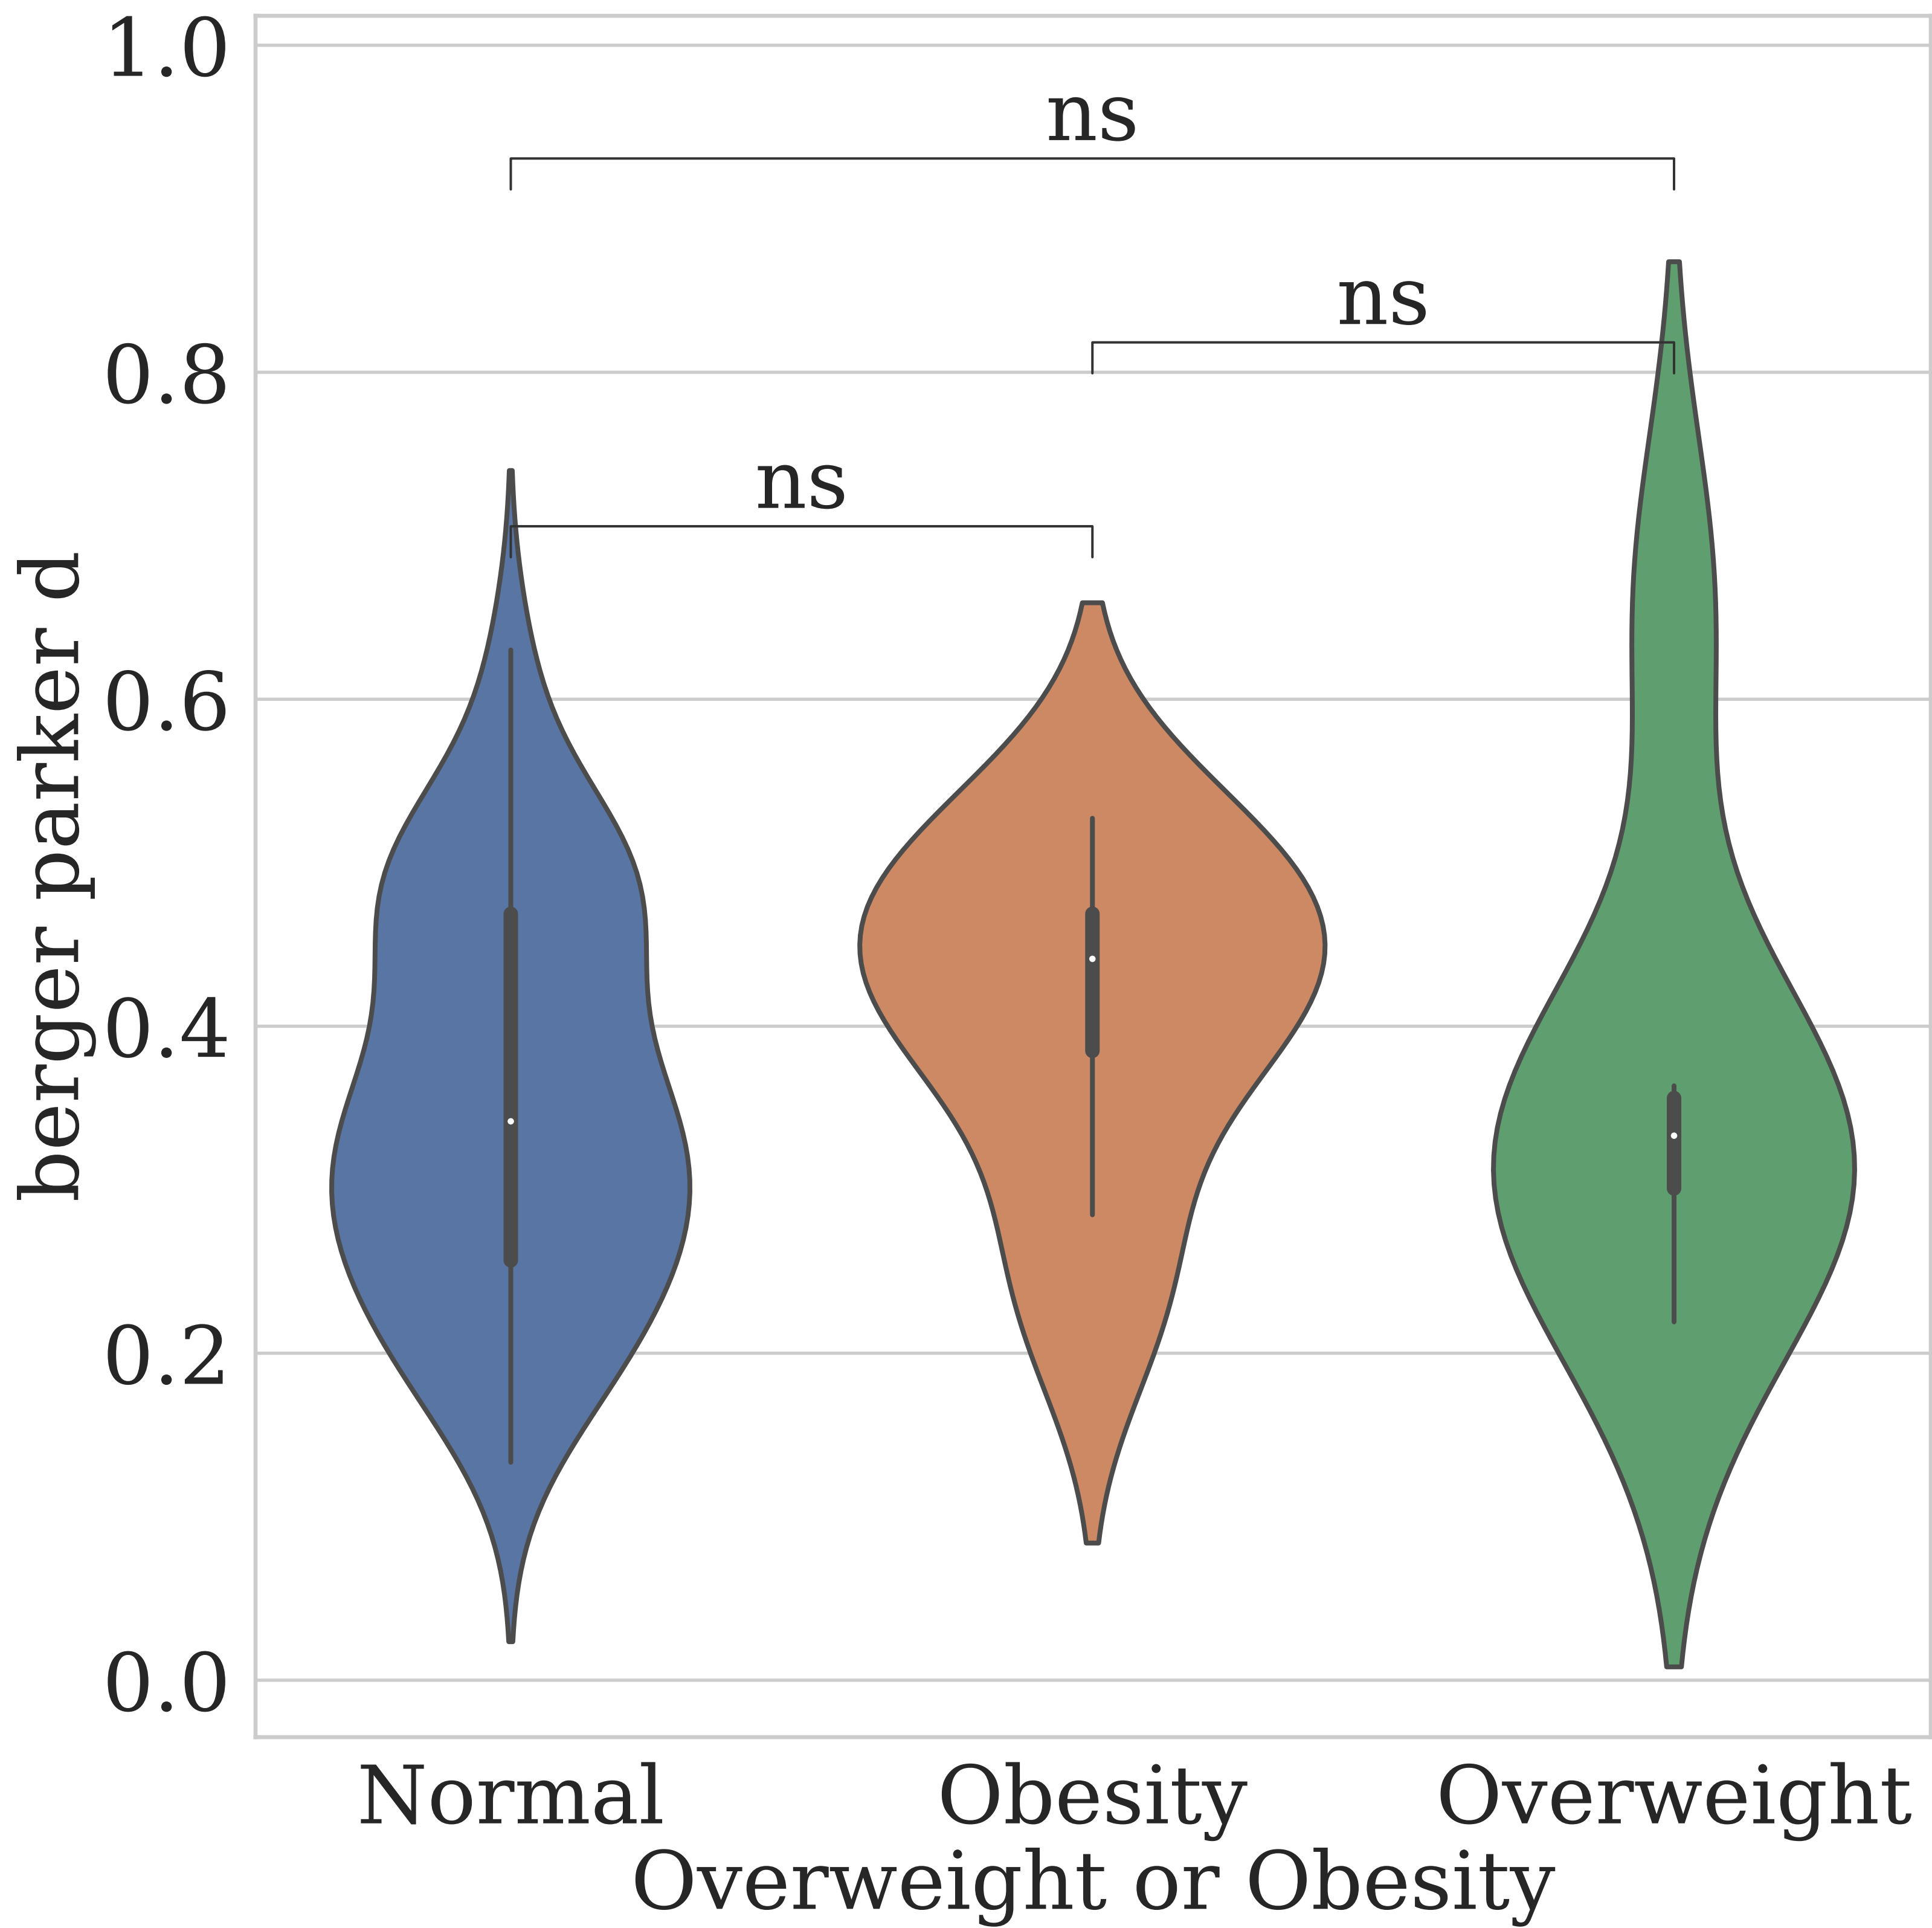 1.0
ns
ns
0.8
ns
0.6
berger parker d
0.4
0.2
0.0
Normal Obesity Overweight
Overweight or Obesity